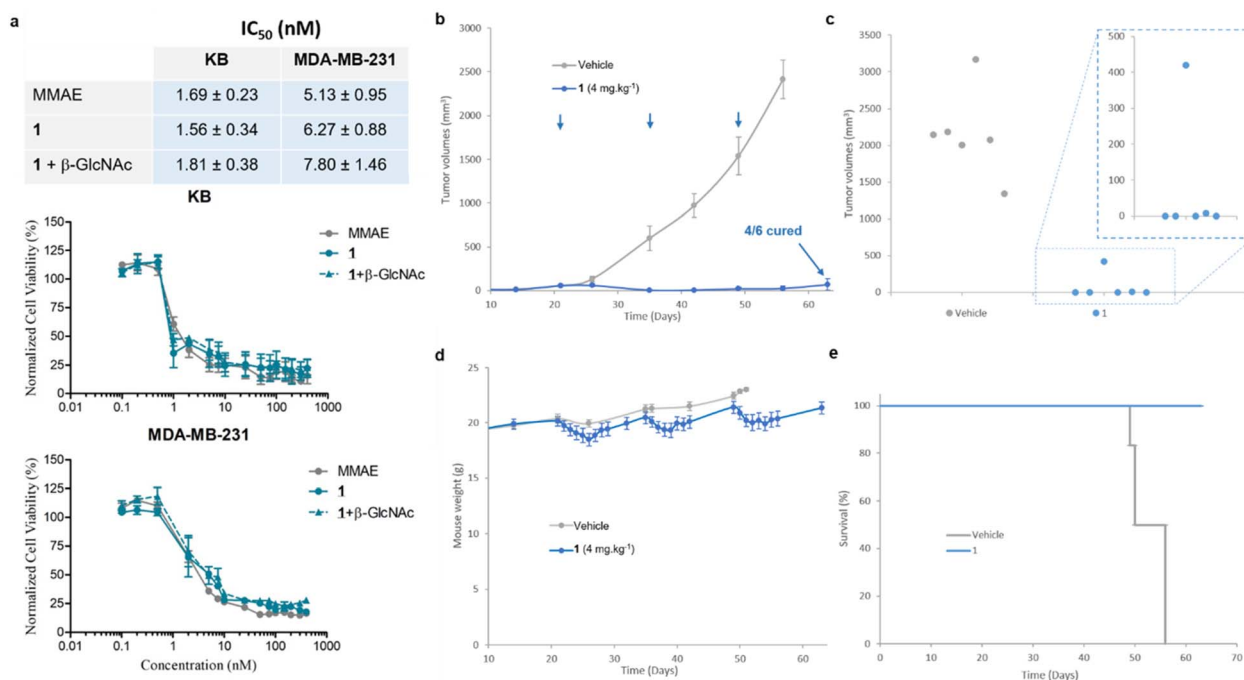 a
IC50 (nM)
KB MDA-MB-231
MMAE 1.69 ± 0.23 5.13 ± 0.95
1 1.56 ± 0.34 6.27 ± 0.88
1 + β-GlcNAc 1.81 ± 0.38 7.80 ± 1.46
KB
Normalized Cell Viability (%)
150
125
100
75
50
25
0
MMAE
1
1+β-GlcNAc
0.01 0.1 1 10 100 1000
MDA-MB-231
Normalized Cell Viability (%)
150
125
100
75
50
25
0
MMAE
1
1+β-GlcNAc
0.01 0.1 1 10 100 1000
Concentration (nM)
b
Tumor volumes (mm³)
3000
2500
2000
1500
1000
500
0
Vehicle
1 (4 mg.kg⁻¹)
4/6 cured
10 20 30 40 50 60
Time (Days)
c
Tumor volumes (mm³)
3500
3000
2500
2000
1500
1000
500
0
500
400
300
200
100
0
Vehicle
1
d
Mouse weight (g)
25
20
15
10
5
0
Vehicle
1 (4 mg.kg⁻¹)
10 20 30 40 50 60
Time (Days)
e
Survival (%)
100
80
60
40
20
0
Vehicle
1
0 10 20 30 40 50 60 70
Time (Days)